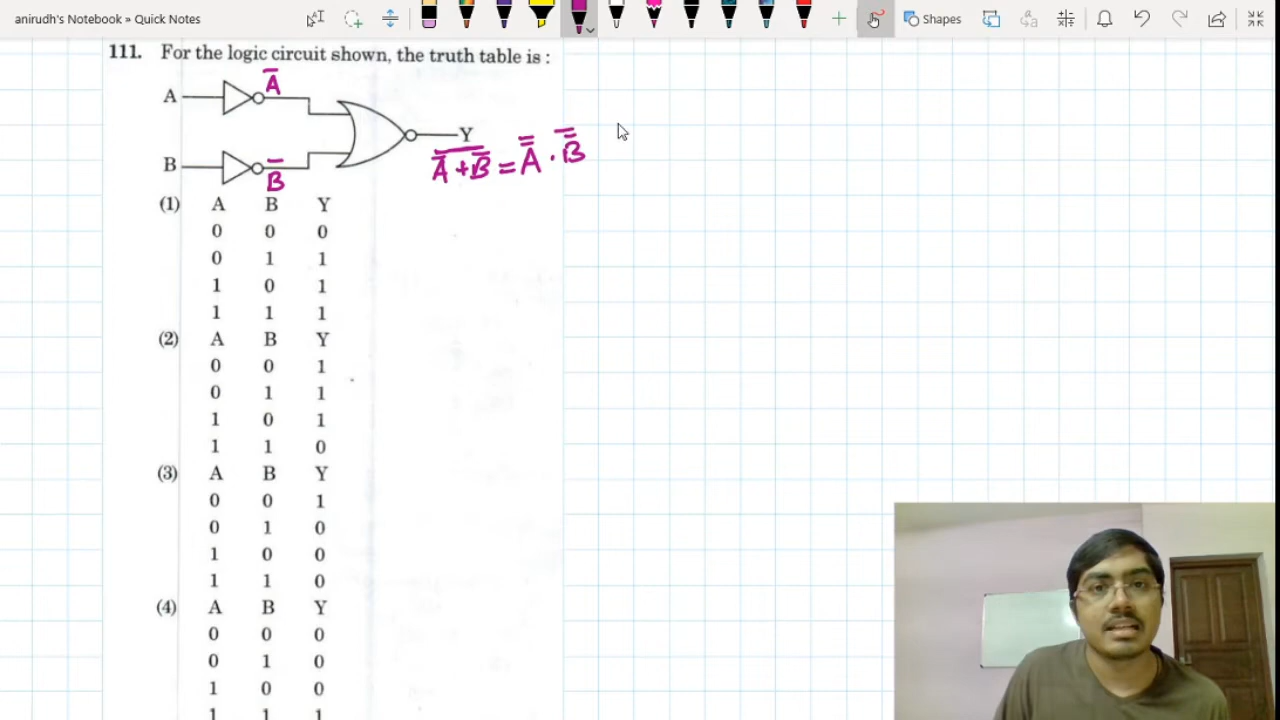 anirudh's Notebook » Quick Notes
Shapes
111. For the logic circuit shown, the truth table is :
A
A̅
Y
B
B̅
\overline{A̅+B̅} = A̿ . B̿
(1) A B Y
0 0 0
0 1 1
1 0 1
1 1 1
(2) A B Y
0 0 1
0 1 1
1 0 1
1 1 0
(3) A B Y
0 0 1
0 1 0
1 0 0
1 1 0
(4) A B Y
0 0 0
0 1 0
1 0 0
1 1 1